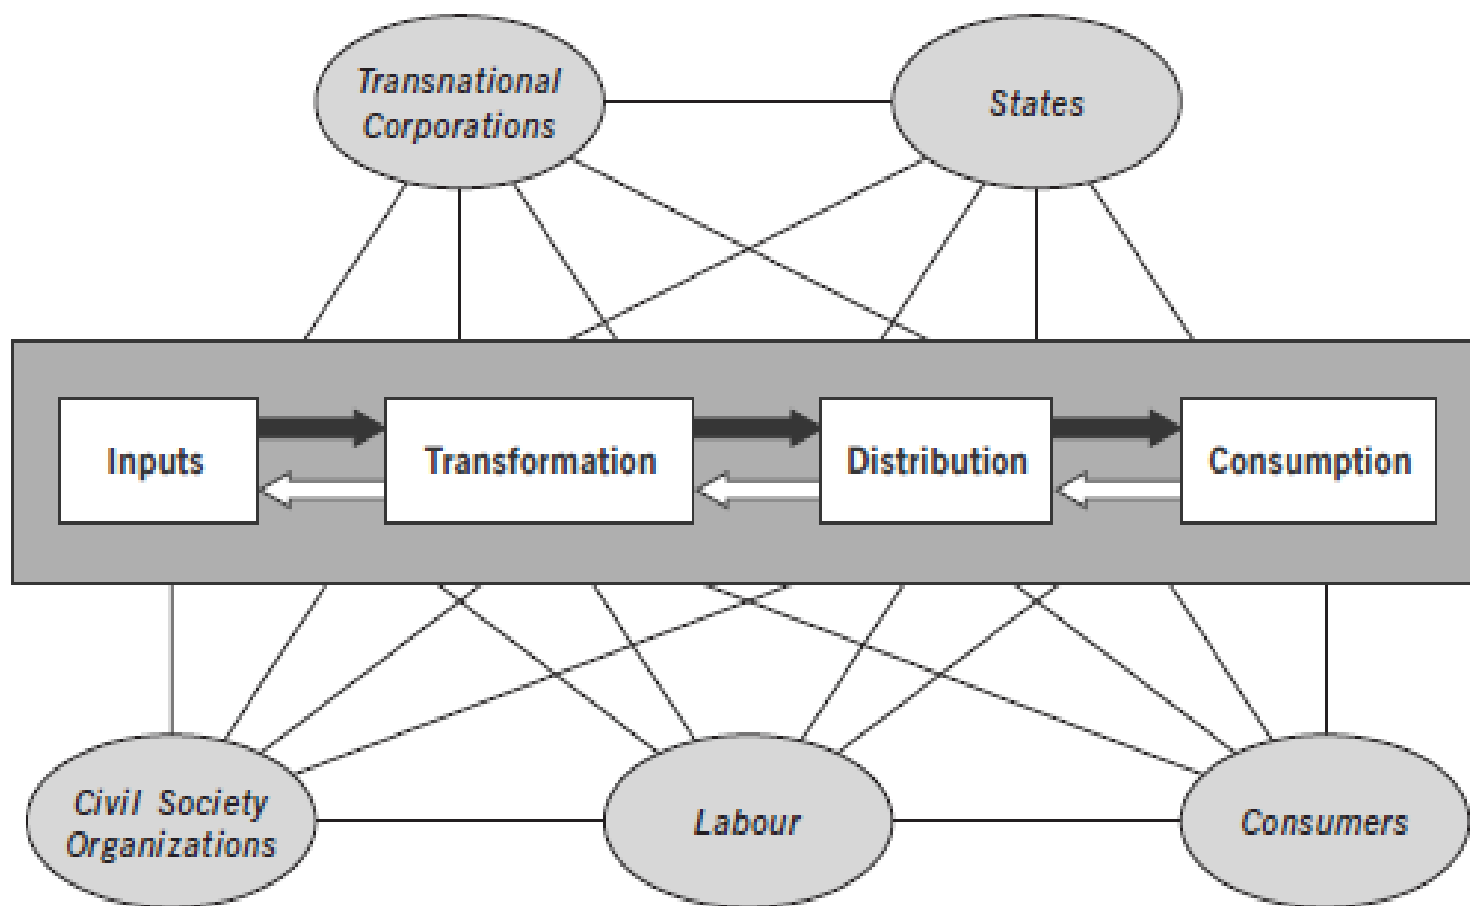 Transnational
Corporations
States
Inputs
Transformation
Distribution
Consumption
Civil Society
Organizations
Labour
Consumers